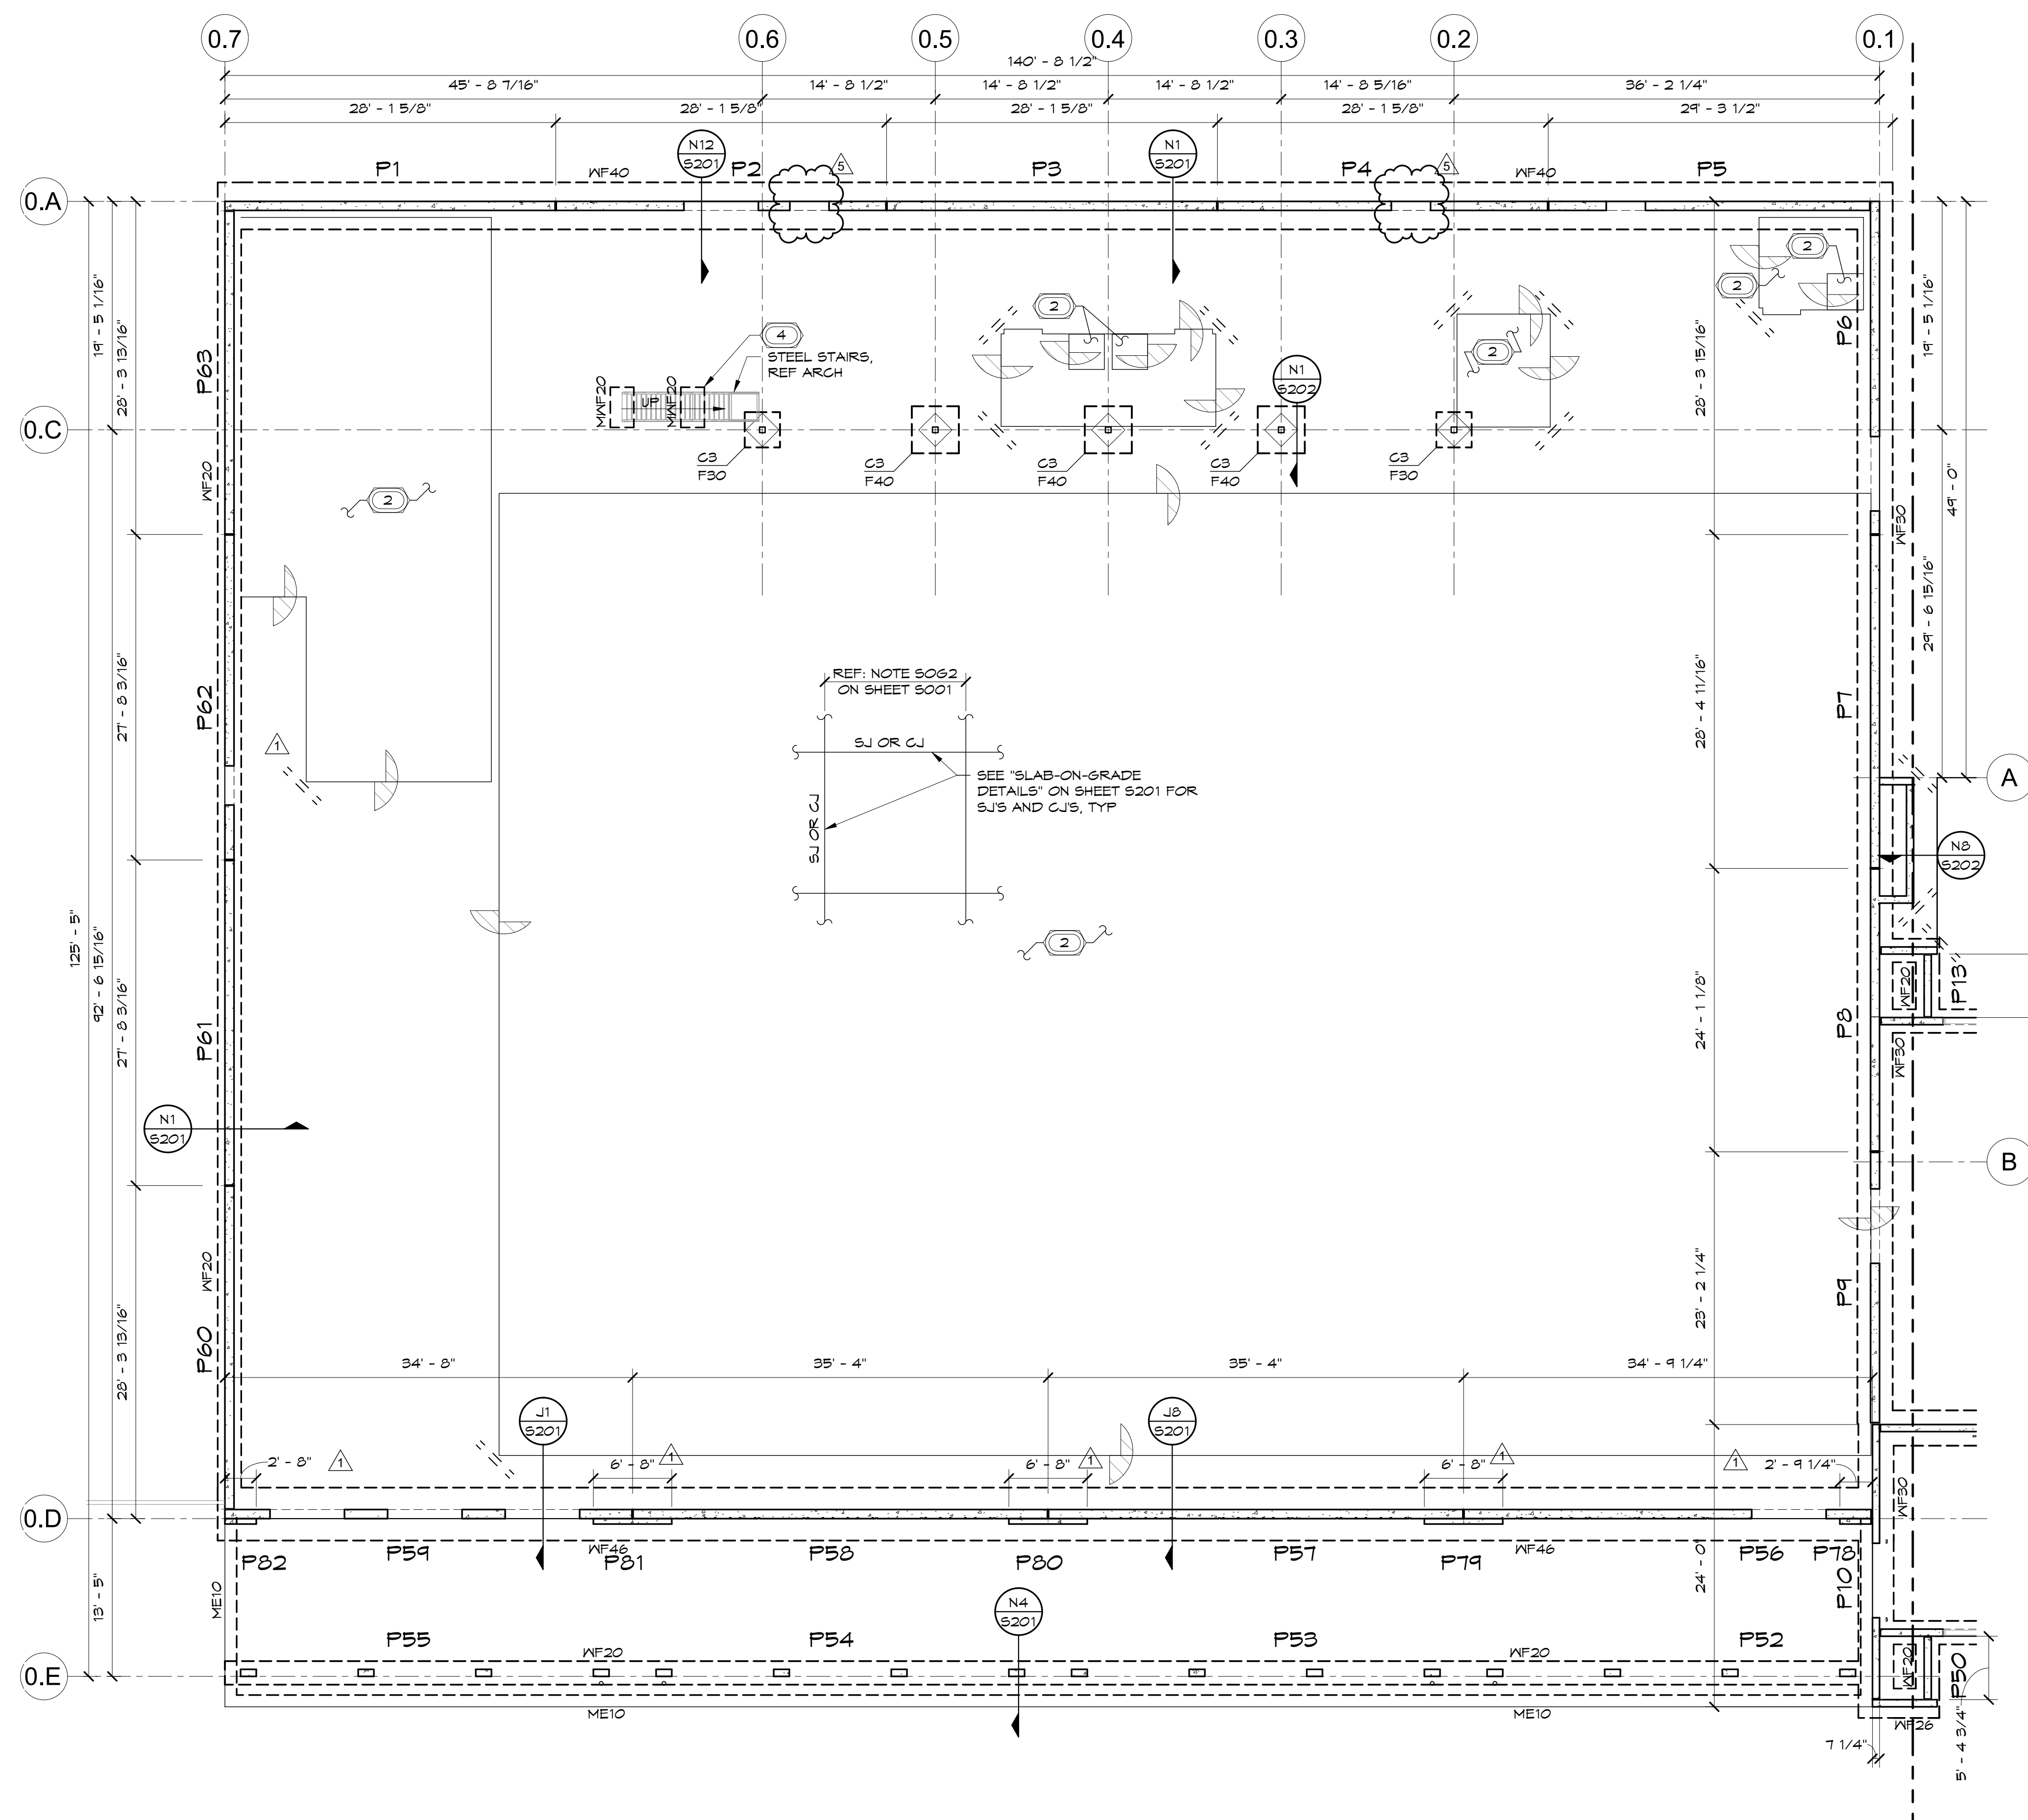 0.7
0.6
0.5
0.4
0.3
0.2
0.1
140' - 8 1/2"
45' - 8 7/16"
14' - 8 1/2"
14' - 8 1/2"
14' - 8 1/2"
14' - 8 5/16"
36' - 2 1/4"
28' - 1 5/8"
28' - 1 5/8"
28' - 1 5/8"
28' - 1 5/8"
29' - 3 1/2"
P1
WF40
N12
S201
P2
5
P3
N1
S201
P4
5
WF40
P5
0.A
0.C
0.D
0.E
A
B
19' - 5 1/16"
28' - 3 13/16"
125' - 5"
92' - 6 15/16"
27' - 8 3/16"
27' - 8 3/16"
28' - 3 13/16"
13' - 5"
P63
WF20
P62
1
P61
N1
S201
WF20
P60
2
MWF20
MWF20
UP
4
STEEL STAIRS,
REF ARCH
2
2
2
2
N1
S202
C3
F30
C3
F40
C3
F40
C3
F40
C3
F30
REF: NOTE SOG2
ON SHEET S001
SJ OR CJ
SJ OR CJ
SEE "SLAB-ON-GRADE
DETAILS" ON SHEET S201 FOR
SJ'S AND CJ'S, TYP
2
28' - 3 15/16"
28' - 4 11/16"
24' - 1 1/8"
23' - 2 1/4"
24' - 0"
P6
P7
P8
P9
P10
19' - 5 1/16"
49' - 0"
29' - 6 15/16"
WF30
N8
S202
WF20
P13
WF30
WF30
34' - 8"
35' - 4"
35' - 4"
34' - 9 1/4"
J1
S201
J8
S201
2' - 8"
1
6' - 8"
1
6' - 8"
1
6' - 8"
1
1
2' - 9 1/4"
P82
P59
WF46
P81
P58
P80
P57
P79
WF46
P56
P78
ME10
N4
S201
P55
WF20
P54
P53
WF20
P52
ME10
ME10
WF20
P50
WF26
7 1/4"
5' - 4 3/4"